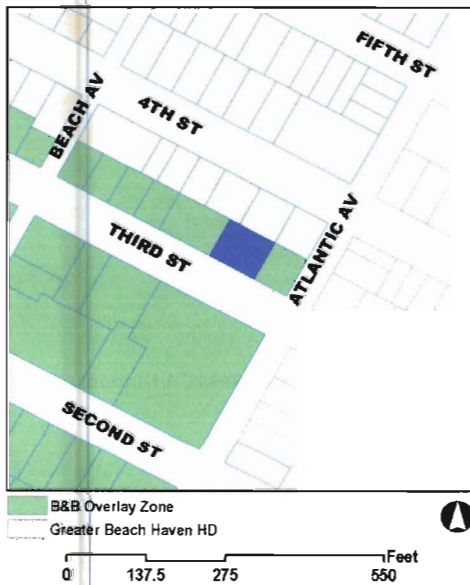 FIFTH ST
4TH ST
BEACH AV
THIRD ST
ATLANTIC AV
SECOND ST
B&B Overlay Zone
Greater Beach Haven HD
Feet
0 137.5 275 550